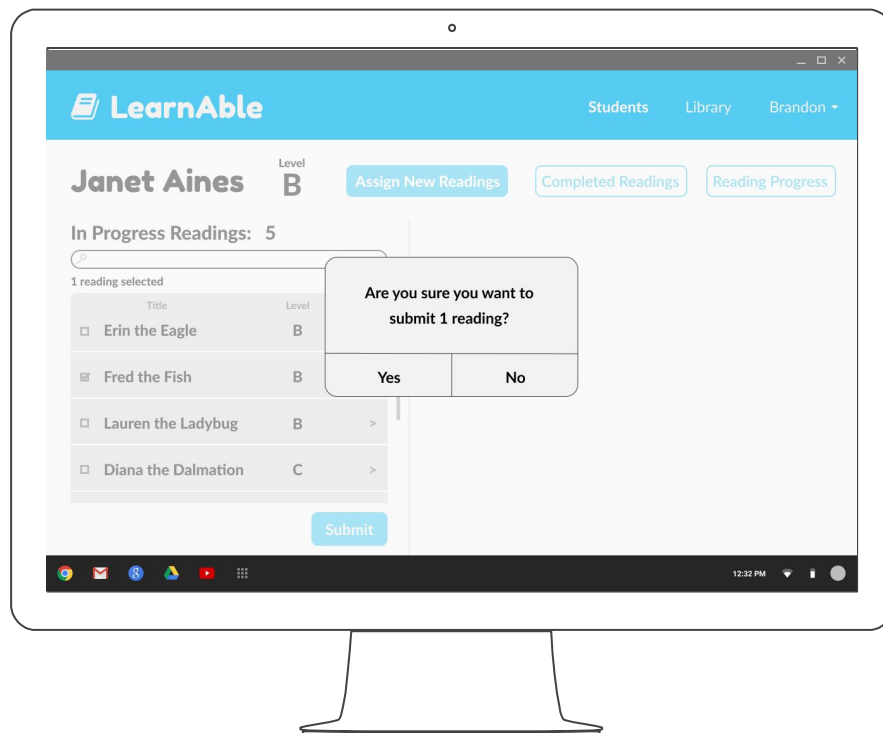 LearnAble
Students Library Brandon
Janet Aines
Level
B
Assign New Readings
Completed Readings
Reading Progress
In Progress Readings: 5
1 reading selected
Title Level
Erin the Eagle B
Fred the Fish B
Lauren the Ladybug B >
Diana the Dalmation C >
Submit
Are you sure you want to
submit 1 reading?
Yes No
8
12:32 PM